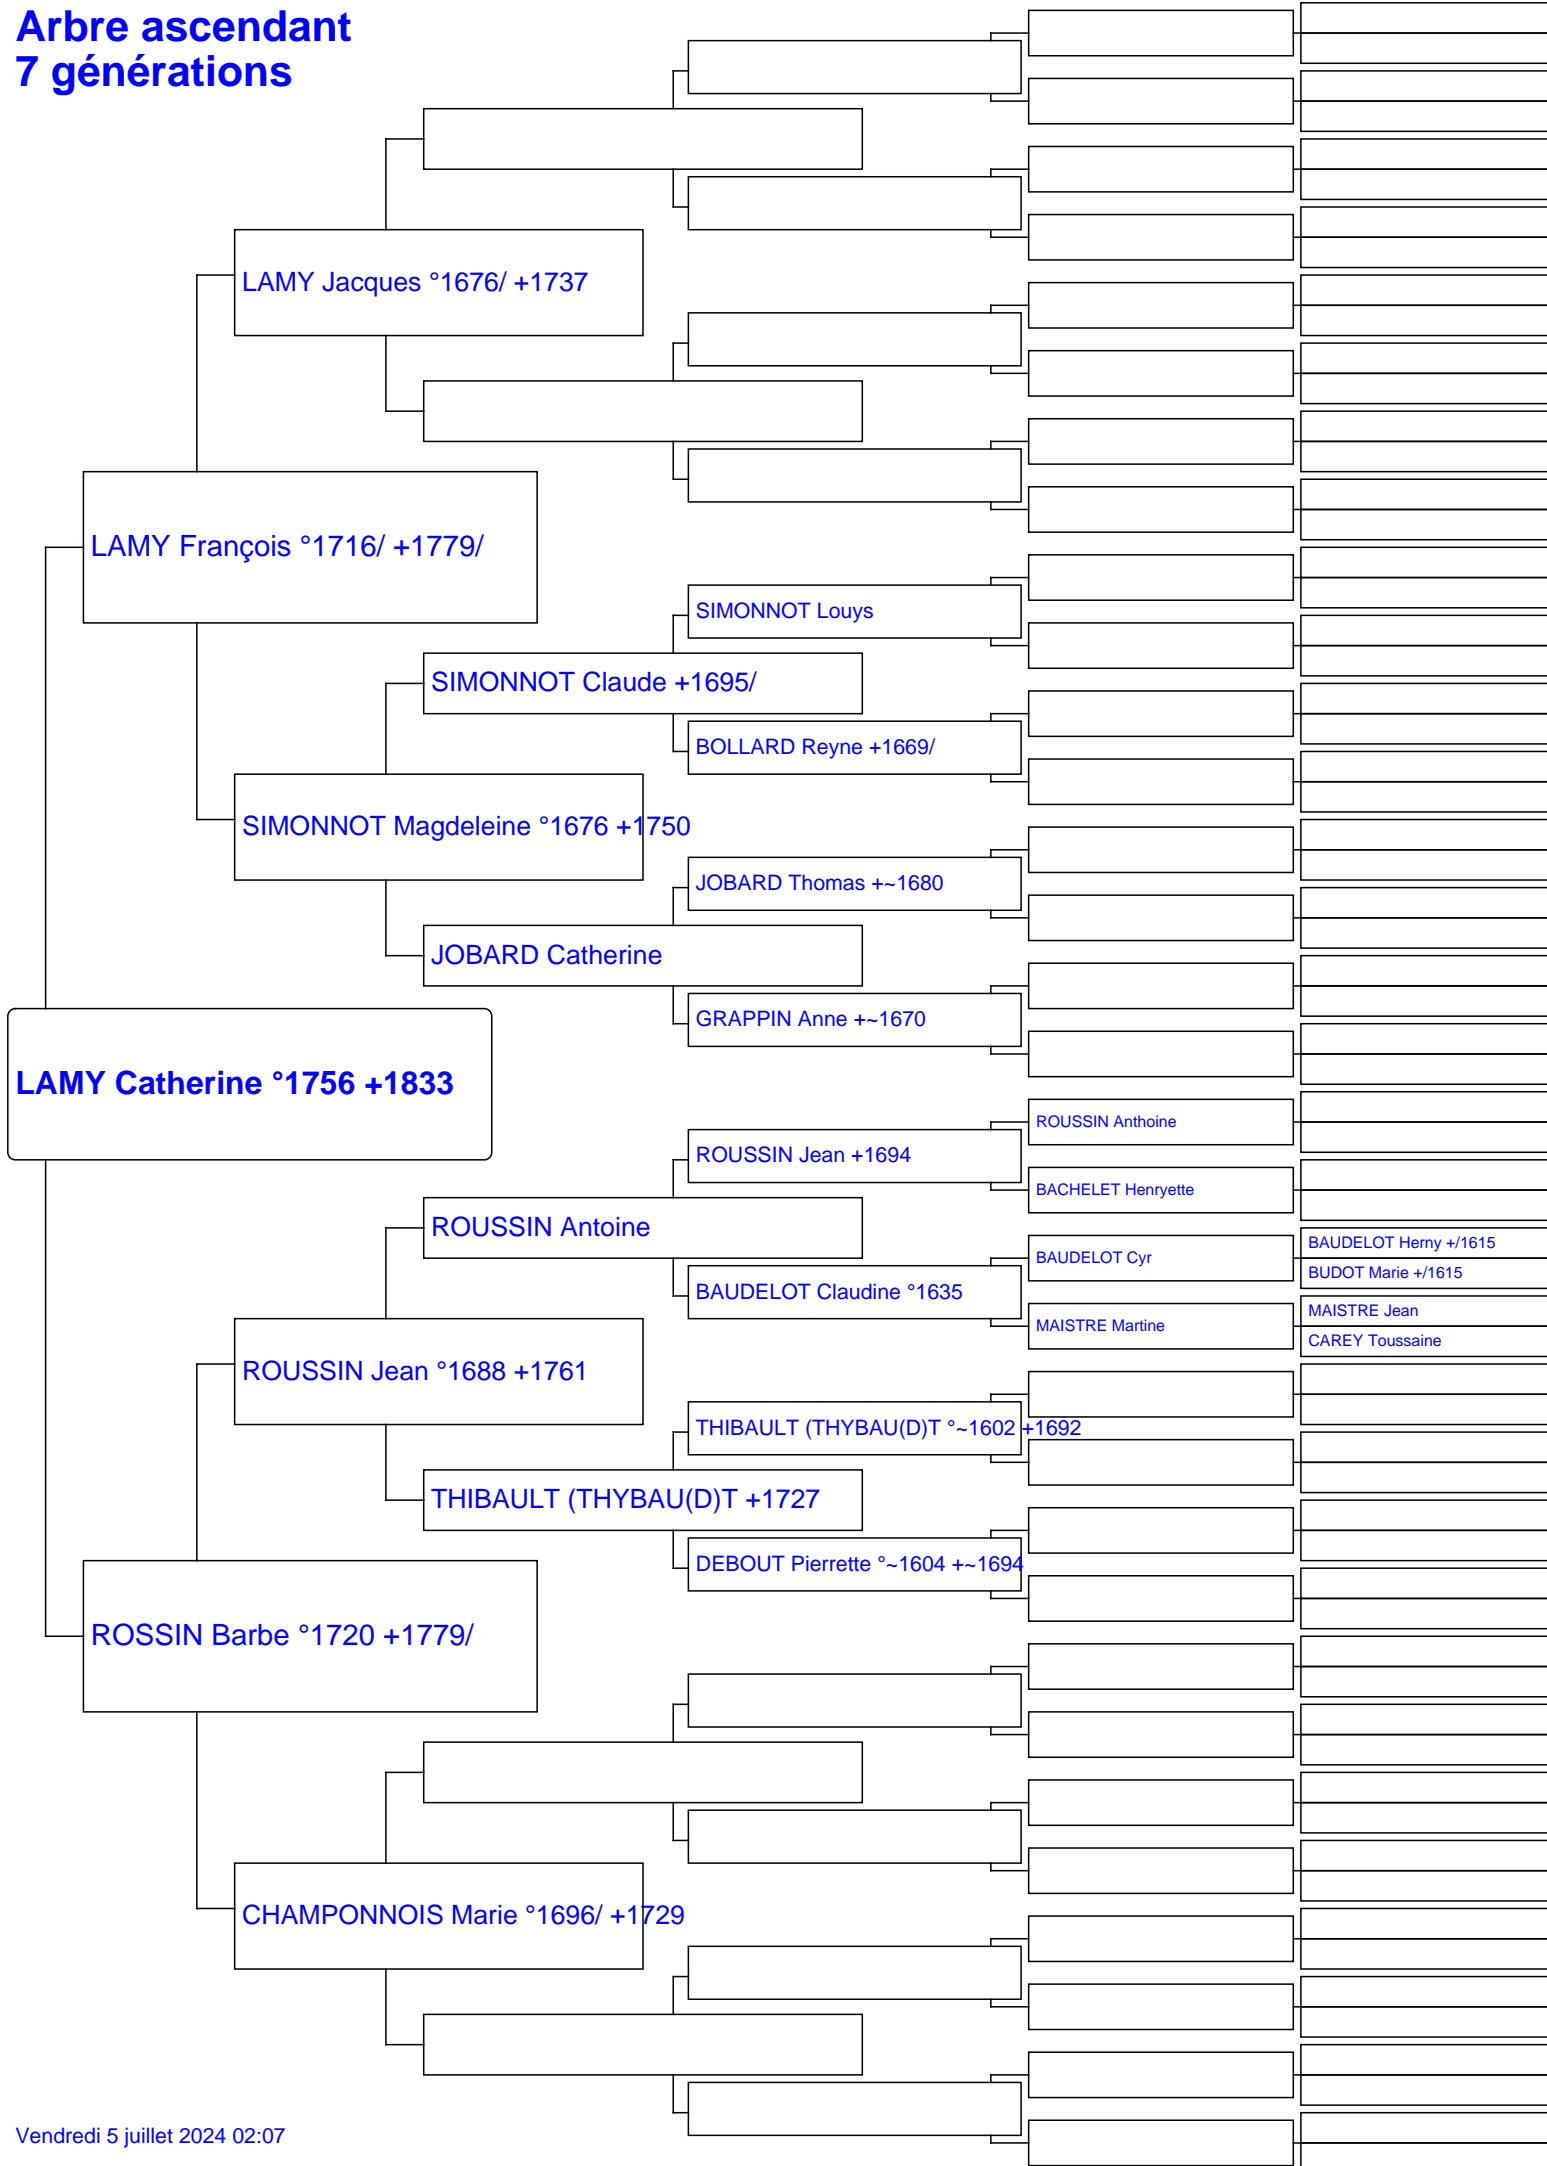 Arbre ascendant
7 générations
LAMY Jacques °1676/ +1737
LAMY François °1716/ +1779/
SIMONNOT Louys
SIMONNOT Claude +1695/
BOLLARD Reyne +1669/
SIMONNOT Magdeleine °1676 +1750
JOBARD Thomas +~1680
JOBARD Catherine
GRAPPIN Anne +~1670
LAMY Catherine °1756 +1833
ROUSSIN Anthoine
ROUSSIN Jean +1694
BACHELET Henryette
ROUSSIN Antoine
BAUDELOT Herny +/1615
BAUDELOT Cyr
BUDOT Marie +/1615
BAUDELOT Claudine °1635
MAISTRE Jean
MAISTRE Martine
CAREY Toussaine
ROUSSIN Jean °1688 +1761
THIBAULT (THYBAU(D)T °~1602 +1692
THIBAULT (THYBAU(D)T +1727
DEBOUT Pierrette °~1604 +~1694
ROSSIN Barbe °1720 +1779/
CHAMPONNOIS Marie °1696/ +1729
Vendredi 5 juillet 2024 02:07